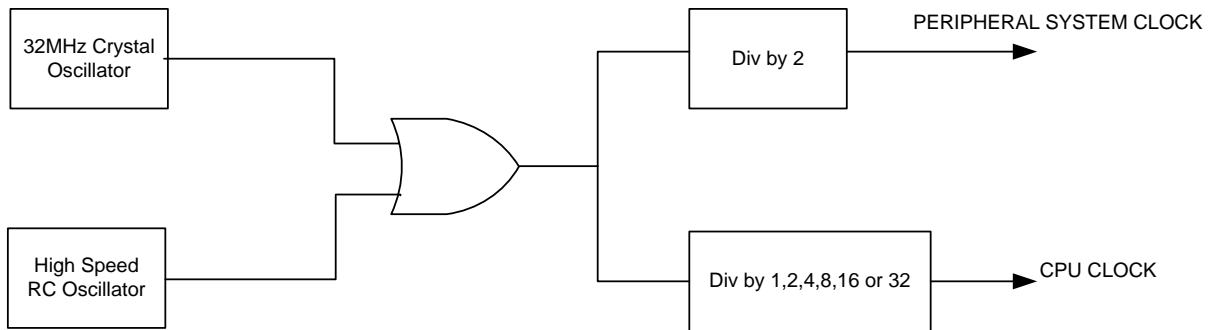 32MHz Crystal
Oscillator
High Speed
RC Oscillator
Div by 2
PERIPHERAL SYSTEM CLOCK
Div by 1,2,4,8,16 or 32
CPU CLOCK